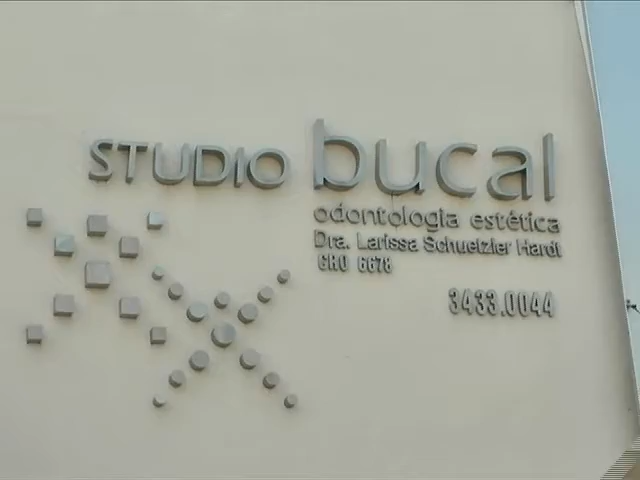 STUDIO bucal
odontologia estética
Dra. Larissa Schuetzler Hardt
CRO 6678
3433.0044